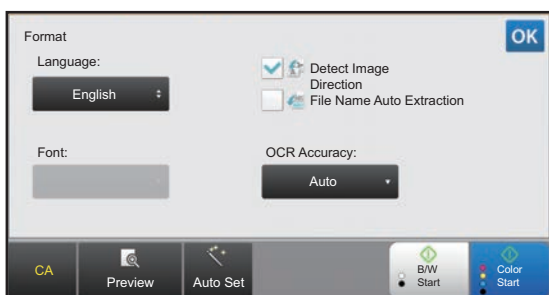 Format
OK
Language:
English
Detect Image
Direction
File Name Auto Extraction
Font:
OCR Accuracy:
Auto
CA
Preview
Auto Set
B/W
Start
Color
Start